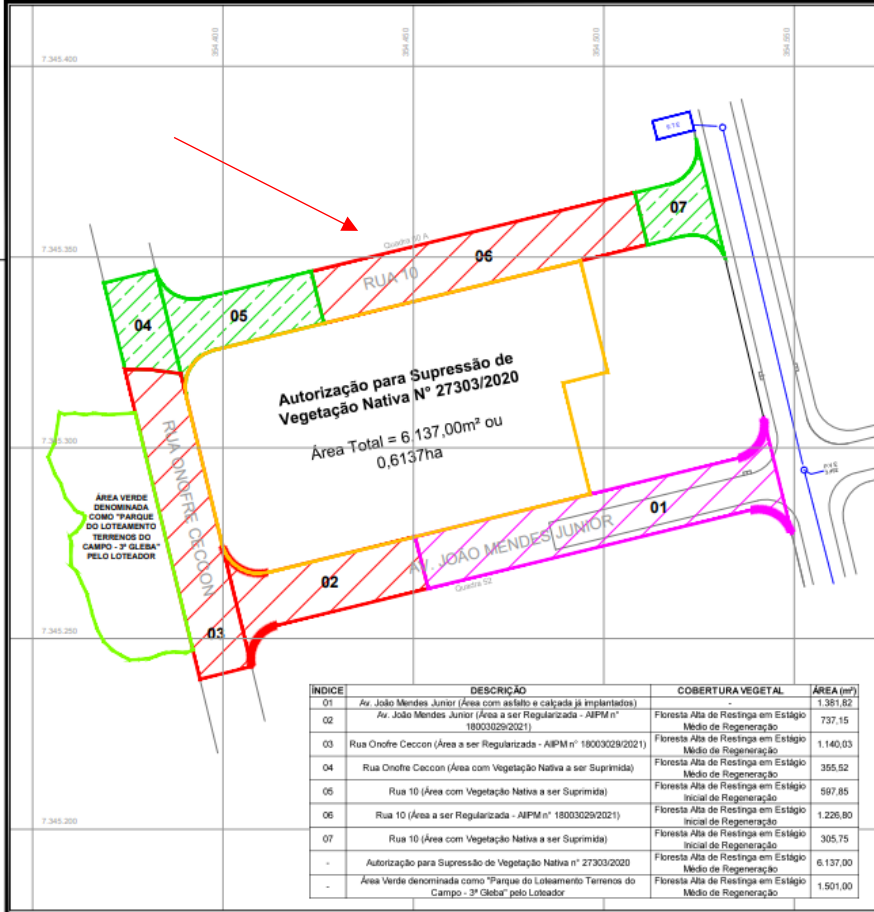 354.400
354.450
354.500
354.550
7.345.400
7.345.350
7.345.300
7.345.250
7.345.200
Quadra 50 A
RUA 10
06
07
05
04
03
02
01
Autorização para Supressão de
Vegetação Nativa N° 27303/2020
Área Total = 6.137,00m² ou
0,6137ha
RUA ONOFRE CECCON
AV. JOÃO MENDES JUNIOR
Quadra 52
ÁREA VERDE
DENOMINADA
COMO "PARQUE
DO LOTEAMENTO
TERRENOS DO
CAMPO - 3ª GLEBA"
PELO LOTEADOR
ÍNDICE DESCRIÇÃO COBERTURA VEGETAL ÁREA (m²)
01 Av. João Mendes Junior (Área com asfalto e calçada já implantados) - 1.381,82
02 Av. João Mendes Junior (Área a ser Regularizada - AIIPM n° 18003029/2021) Floresta Alta de Restinga em Estágio Médio de Regeneração 737,15
03 Rua Onofre Ceccon (Área a ser Regularizada - AIIPM n° 18003029/2021) Floresta Alta de Restinga em Estágio Médio de Regeneração 1.140,03
04 Rua Onofre Ceccon (Área com Vegetação Nativa a ser Suprimida) Floresta Alta de Restinga em Estágio Médio de Regeneração 355,52
05 Rua 10 (Área com Vegetação Nativa a ser Suprimida) Floresta Alta de Restinga em Estágio Inicial de Regeneração 597,85
06 Rua 10 (Área a ser Regularizada - AIIPM n° 18003029/2021) Floresta Alta de Restinga em Estágio Inicial de Regeneração 1.226,80
07 Rua 10 (Área com Vegetação Nativa a ser Suprimida) Floresta Alta de Restinga em Estágio Inicial de Regeneração 305,75
- Autorização para Supressão de Vegetação Nativa n° 27303/2020 Floresta Alta de Restinga em Estágio Médio de Regeneração 6.137,00
- Área Verde denominada como "Parque do Loteamento Terrenos do Campo - 3ª Gleba" pelo Loteador Floresta Alta de Restinga em Estágio Médio de Regeneração 1.501,00